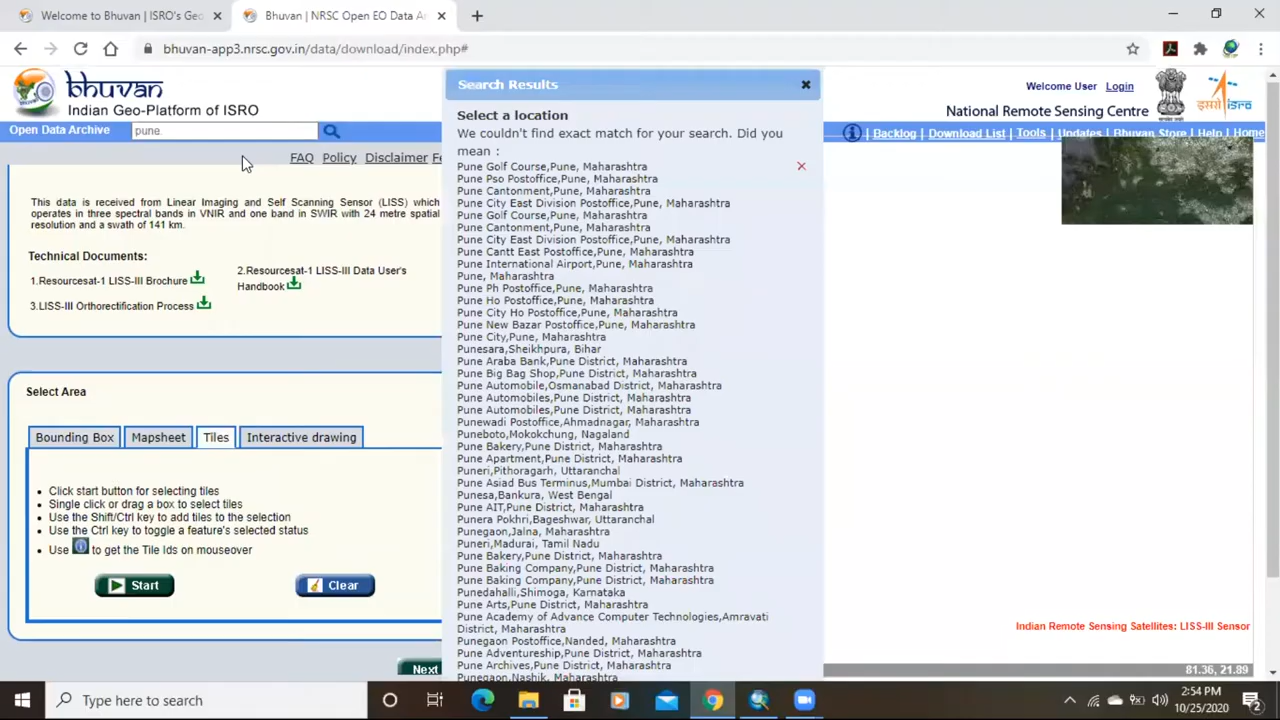 Welcome to Bhuvan | ISRO's Geo
Bhuvan | NRSC Open EO Data Ar
bhuvan-app3.nrsc.gov.in/data/download/index.php#
bhuvan
Indian Geo-Platform of ISRO
Welcome User Login
National Remote Sensing Centre
इसरो isro
Open Data Archive
pune
Backlog | Download List | Tools | Updates | Bhuvan Store | Help | Home
FAQ Policy Disclaimer Fe
This data is received from Linear Imaging and Self Scanning Sensor (LISS) which
operates in three spectral bands in VNIR and one band in SWIR with 24 metre spatial
resolution and a swath of 141 km.
Technical Documents:
1.Resourcesat-1 LISS-III Brochure
2.Resourcesat-1 LISS-III Data User's
Handbook
3.LISS-III Orthorectification Process
Select Area
Bounding Box
Mapsheet
Tiles
Interactive drawing
Click start button for selecting tiles
Single click or drag a box to select tiles
Use the Shift/Ctrl key to add tiles to the selection
Use the Ctrl key to toggle a feature's selected status
Use to get the Tile Ids on mouseover
Start
Clear
Next
Search Results
Select a location
We couldn't find exact match for your search. Did you
mean :
Pune Golf Course,Pune, Maharashtra
Pune Pso Postoffice,Pune, Maharashtra
Pune Cantonment,Pune, Maharashtra
Pune City East Division Postoffice,Pune, Maharashtra
Pune Golf Course,Pune, Maharashtra
Pune Cantonment,Pune, Maharashtra
Pune City East Division Postoffice,Pune, Maharashtra
Pune Cantt East Postoffice,Pune, Maharashtra
Pune International Airport,Pune, Maharashtra
Pune, Maharashtra
Pune Ph Postoffice,Pune, Maharashtra
Pune Ho Postoffice,Pune, Maharashtra
Pune City Ho Postoffice,Pune, Maharashtra
Pune New Bazar Postoffice,Pune, Maharashtra
Pune City,Pune, Maharashtra
Punesara,Sheikhpura, Bihar
Pune Araba Bank,Pune District, Maharashtra
Pune Big Bag Shop,Pune District, Maharashtra
Pune Automobile,Osmanabad District, Maharashtra
Pune Automobiles,Pune District, Maharashtra
Pune Automobiles,Pune District, Maharashtra
Punewadi Postoffice,Ahmadnagar, Maharashtra
Puneboto,Mokokchung, Nagaland
Pune Bakery,Pune District, Maharashtra
Pune Apartment,Pune District, Maharashtra
Puneri,Pithoragarh, Uttaranchal
Pune Asiad Bus Terminus,Mumbai District, Maharashtra
Punesa,Bankura, West Bengal
Pune AIT,Pune District, Maharashtra
Punera Pokhri,Bageshwar, Uttaranchal
Punegaon,Jalna, Maharashtra
Puneri,Madurai, Tamil Nadu
Pune Bakery,Pune District, Maharashtra
Pune Baking Company,Pune District, Maharashtra
Pune Baking Company,Pune District, Maharashtra
Punedahalli,Shimoga, Karnataka
Pune Arts,Pune District, Maharashtra
Pune Academy of Advance Computer Technologies,Amravati
District, Maharashtra
Punegaon Postoffice,Nanded, Maharashtra
Pune Adventureship,Pune District, Maharashtra
Pune Archives,Pune District, Maharashtra
Punegaon,Nashik, Maharashtra
Indian Remote Sensing Satellites: LISS-III Sensor
81.36, 21.89
Type here to search
2:54 PM
10/25/2020
2